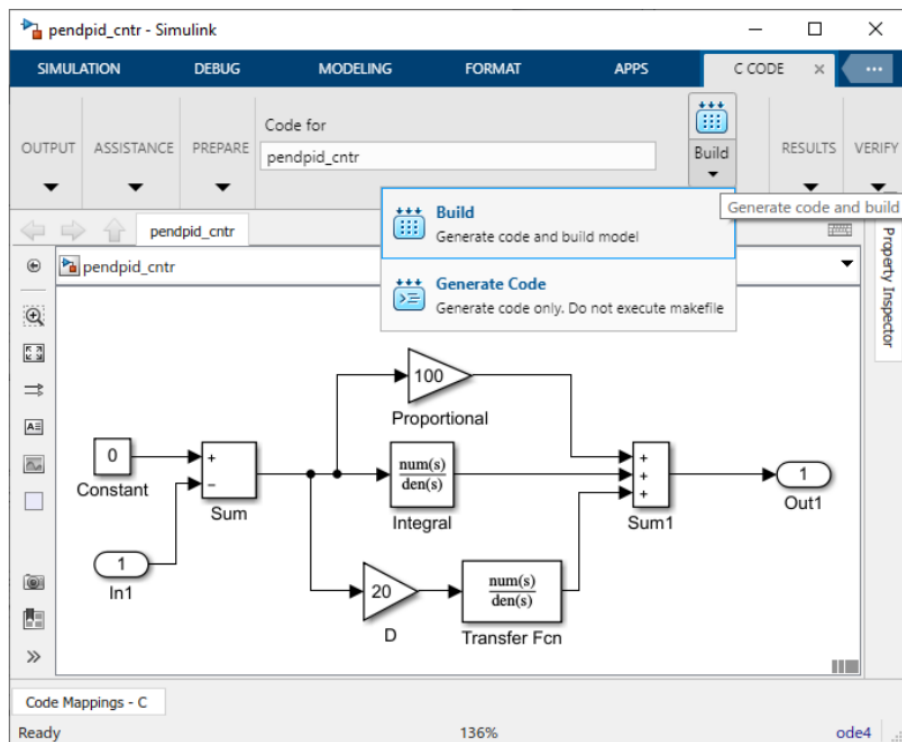 pendpid_cntr - Simulink
SIMULATION DEBUG MODELING FORMAT APPS C CODE × ...
OUTPUT ASSISTANCE PREPARE
Code for
pendpid_cntr
Build
RESULTS VERIFY
Generate code and build
Build
Generate code and build model
Generate Code
Generate code only. Do not execute makefile
pendpid_cntr
pendpid_cntr
Property Inspector
100
Proportional
0
Constant
+
−
Sum
num(s)
den(s)
Integral
+
+
+
Sum1
1
Out1
1
In1
20
D
num(s)
den(s)
Transfer Fcn
Code Mappings - C
Ready 136% ode4